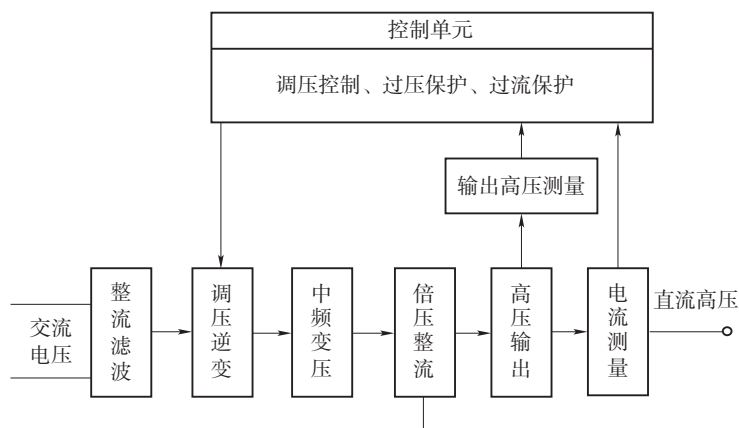 控制单元
调压控制、过压保护、过流保护
输出高压测量
交流
电压
整流滤波
调压逆变
中频变压
倍压整流
高压输出
电流测量
直流高压